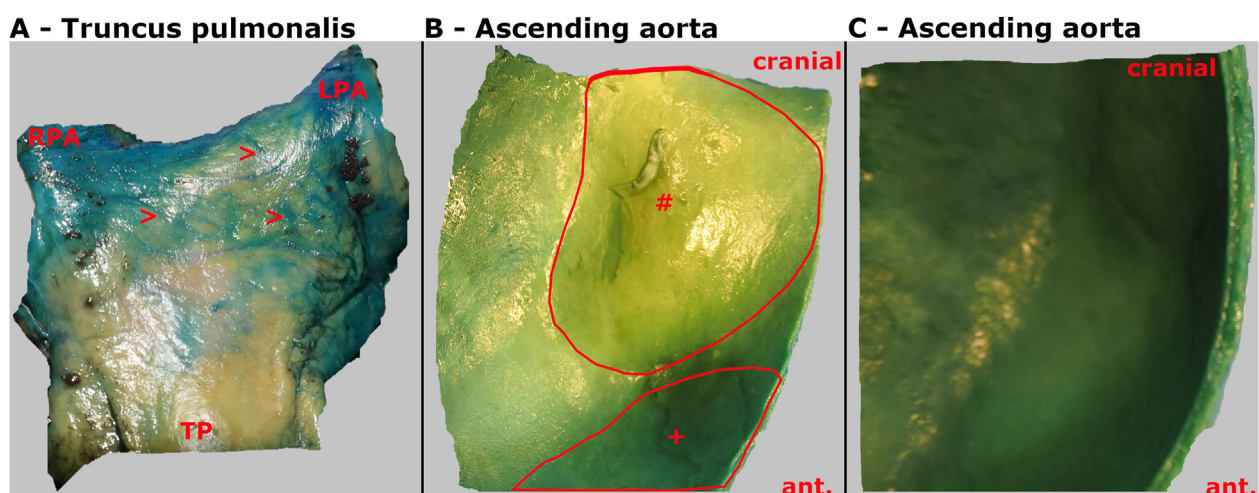 A - Truncus pulmonalis
B - Ascending aorta
C - Ascending aorta
cranial
cranial
LPA
RPA
>
#
>
>
TP
+
ant.
ant.